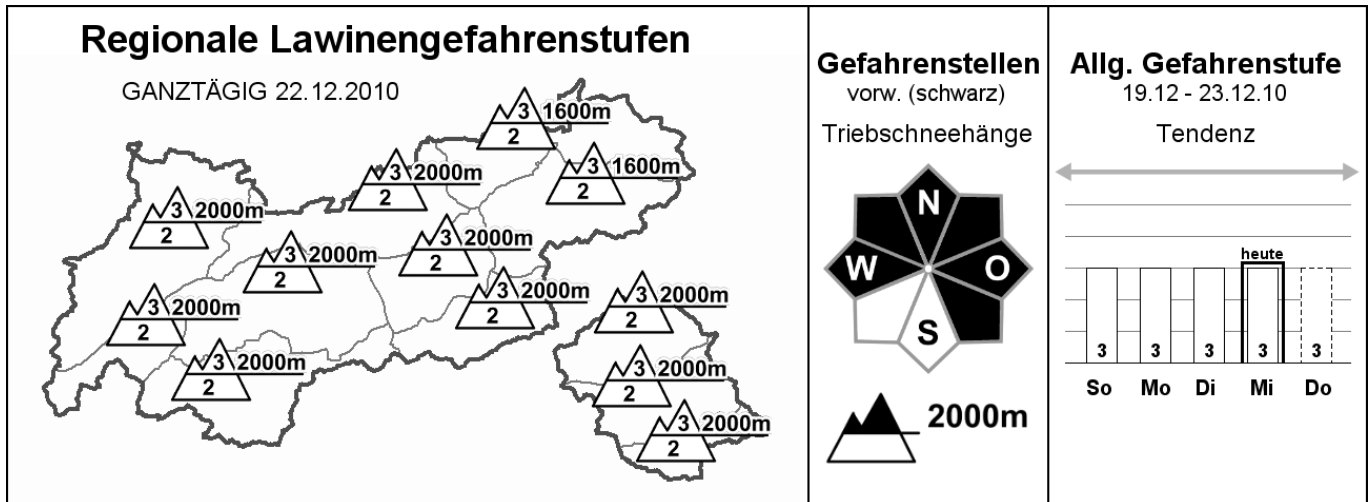 Regionale Lawinengefahrenstufen
GANZTÄGIG 22.12.2010
3 1600m
2
3 1600m
2
3 2000m
2
3 2000m
2
3 2000m
2
3 2000m
2
3 2000m
2
3 2000m
2
3 2000m
2
3 2000m
2
3 2000m
2
3 2000m
2
Gefahrenstellen
vorw. (schwarz)
Triebschneehänge
N
W O
S
2000m
Allg. Gefahrenstufe
19.12 - 23.12.10
Tendenz
heute
3 3 3 3 3
So Mo Di Mi Do